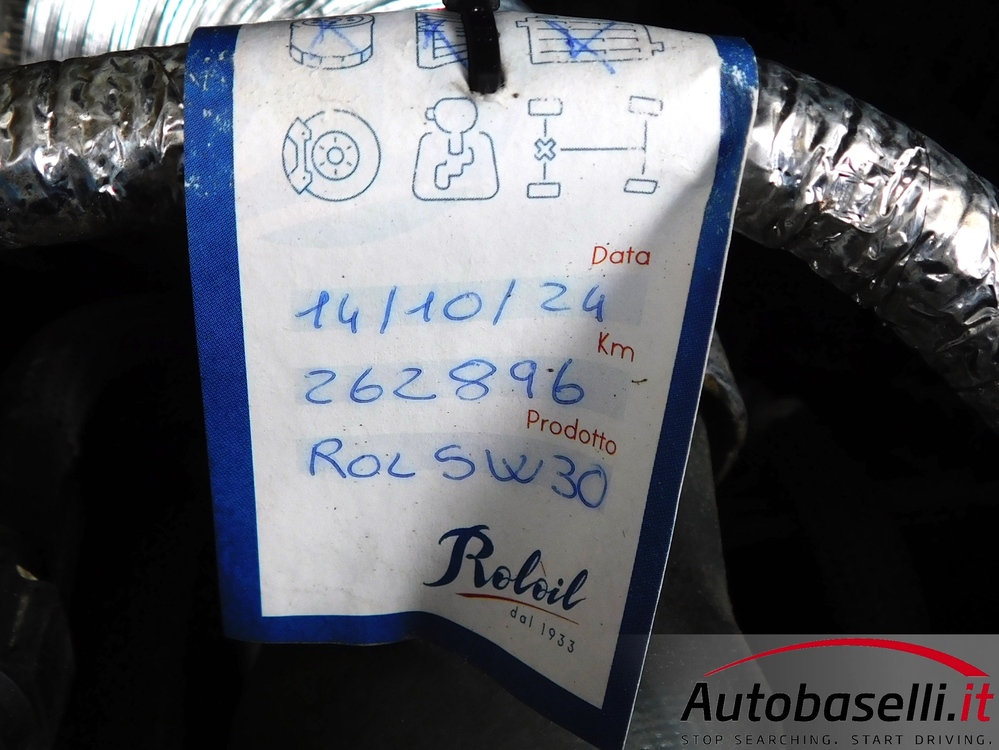 Data
14/10/24
Km
262896
Prodotto
ROL 5W30
Roloil
dal 1933
Autobaselli.it
STOP SEARCHING. START DRIVING.